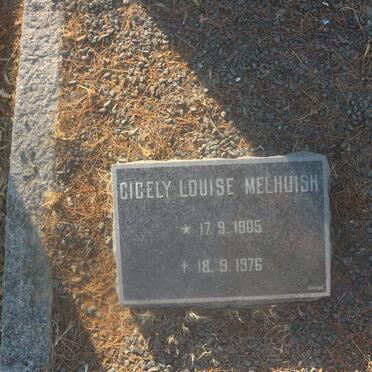 CICELY LOUISE MELHUISH
* 17. 9. 1905
† 18. 9. 1976